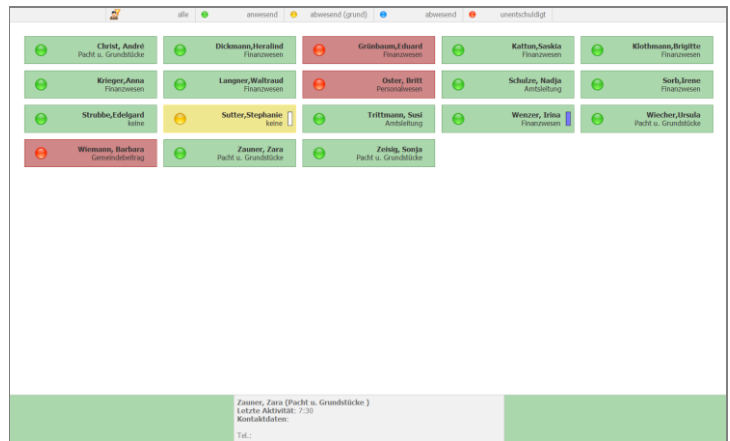 alle anwesend abwesend (grund) abwesend unentschuldigt
Christ, André
Pacht u. Grundstücke
Dickmann,Heralind
Finanzwesen
Grünbaum,Eduard
Finanzwesen
Kattun,Saskia
Finanzwesen
Klothmann,Brigitte
Finanzwesen
Krieger,Anna
Finanzwesen
Langner,Waltraud
Finanzwesen
Oster, Britt
Personalwesen
Schulze, Nadja
Amtsleitung
Sorb,Irene
Finanzwesen
Strubbe,Edelgard
keine
Sutter,Stephanie
keine
Trittmann, Susi
Amtsleitung
Wenzer, Irina
Finanzwesen
Wiecher,Ursula
Pacht u. Grundstücke
Wiemann, Barbara
Gemeindebeitrag
Zauner, Zara
Pacht u. Grundstücke
Zeisig, Sonja
Pacht u. Grundstücke
Zauner, Zara (Pacht u. Grundstücke )
Letzte Aktivität: 7:30
Kontaktdaten:
Tel.: